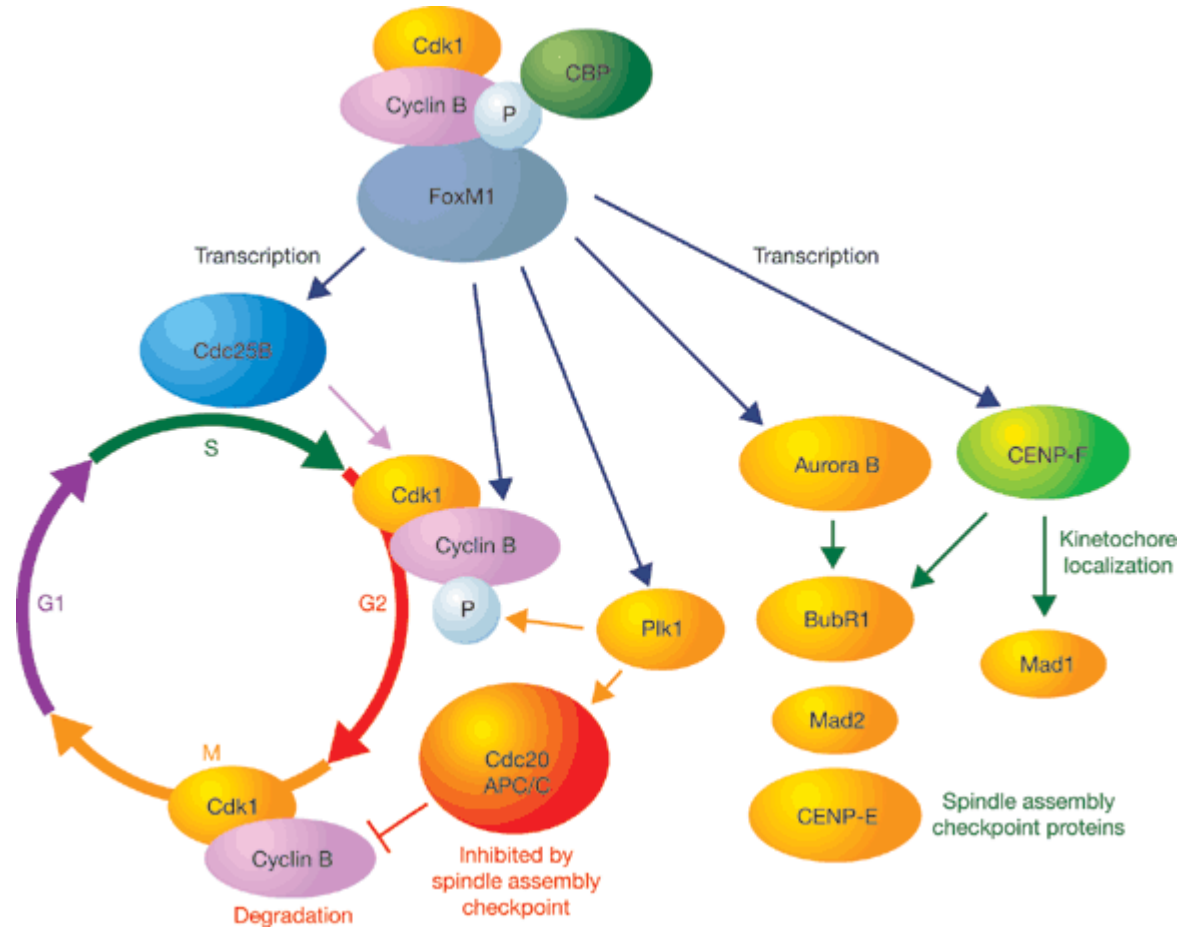 Cdk1
CBP
Cyclin B
P
FoxM1
Transcription
Transcription
Cdc25B
S
Aurora B
CENP-F
Cdk1
Cyclin B
Kinetochore
localization
G1
G2
P
Plk1
BubR1
Mad1
Mad2
M
Cdc20
APC/C
Cdk1
CENP-E
Spindle assembly
checkpoint proteins
Cyclin B
Inhibited by
spindle assembly
checkpoint
Degradation